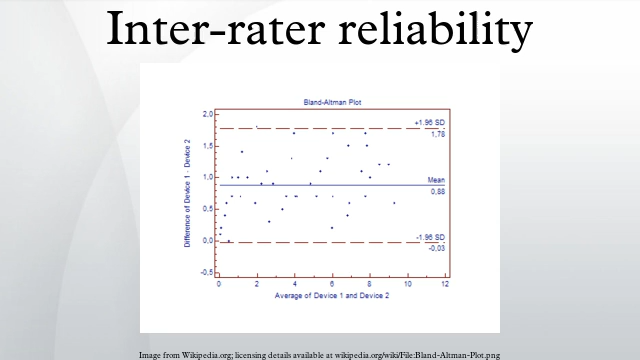 Inter-rater reliability
Bland-Altman Plot
2,0
1,5
1,0
0,5
0,0
-0,5
Difference of Device 1 - Device 2
+1.96 SD
1,78
Mean
0,88
-1.96 SD
-0,03
0 2 4 6 8 10 12
Average of Device 1 and Device 2
Image from Wikipedia.org; licensing details available at wikipedia.org/wiki/File:Bland-Altman-Plot.png